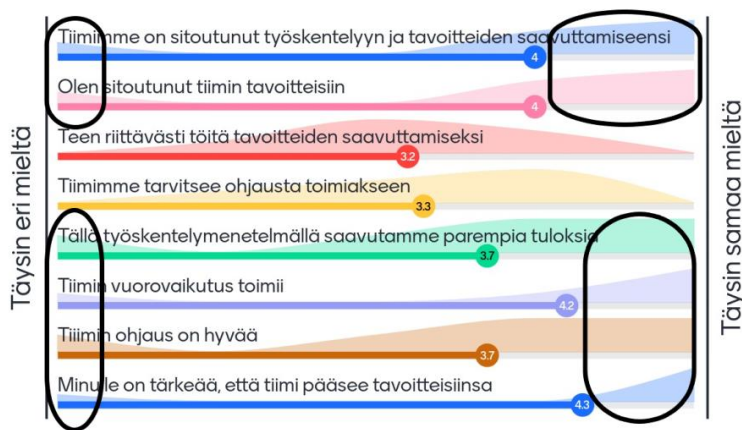 Tiimimme on sitoutunut työskentelyyn ja tavoitteiden saavuttamiseensi
4
Olen sitoutunut tiimin tavoitteisiin
4
Teen riittävästi töitä tavoitteiden saavuttamiseksi
3.2
Tiimimme tarvitsee ohjausta toimiakseen
3.3
Tällä työskentelymenetelmällä saavutamme parempia tuloksia
3.7
Tiimin vuorovaikutus toimii
4.2
Tiiimin ohjaus on hyvää
3.7
Minulle on tärkeää, että tiimi pääsee tavoitteisiinsa
4.3
Täysin eri mieltä
Täysin samaa mieltä